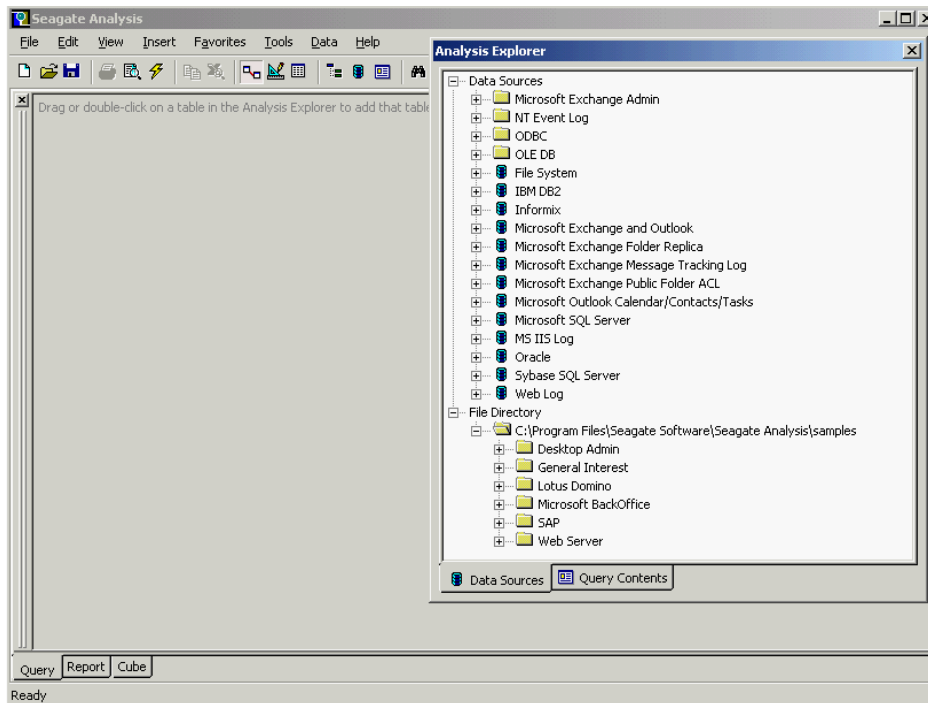 Seagate Analysis
File Edit View Insert Favorites Tools Data Help
Drag or double-click on a table in the Analysis Explorer to add that table
Analysis Explorer
Data Sources
Microsoft Exchange Admin
NT Event Log
ODBC
OLE DB
File System
IBM DB2
Informix
Microsoft Exchange and Outlook
Microsoft Exchange Folder Replica
Microsoft Exchange Message Tracking Log
Microsoft Exchange Public Folder ACL
Microsoft Outlook Calendar/Contacts/Tasks
Microsoft SQL Server
MS IIS Log
Oracle
Sybase SQL Server
Web Log
File Directory
C:\Program Files\Seagate Software\Seagate Analysis\samples
Desktop Admin
General Interest
Lotus Domino
Microsoft BackOffice
SAP
Web Server
Data Sources Query Contents
Query Report Cube
Ready